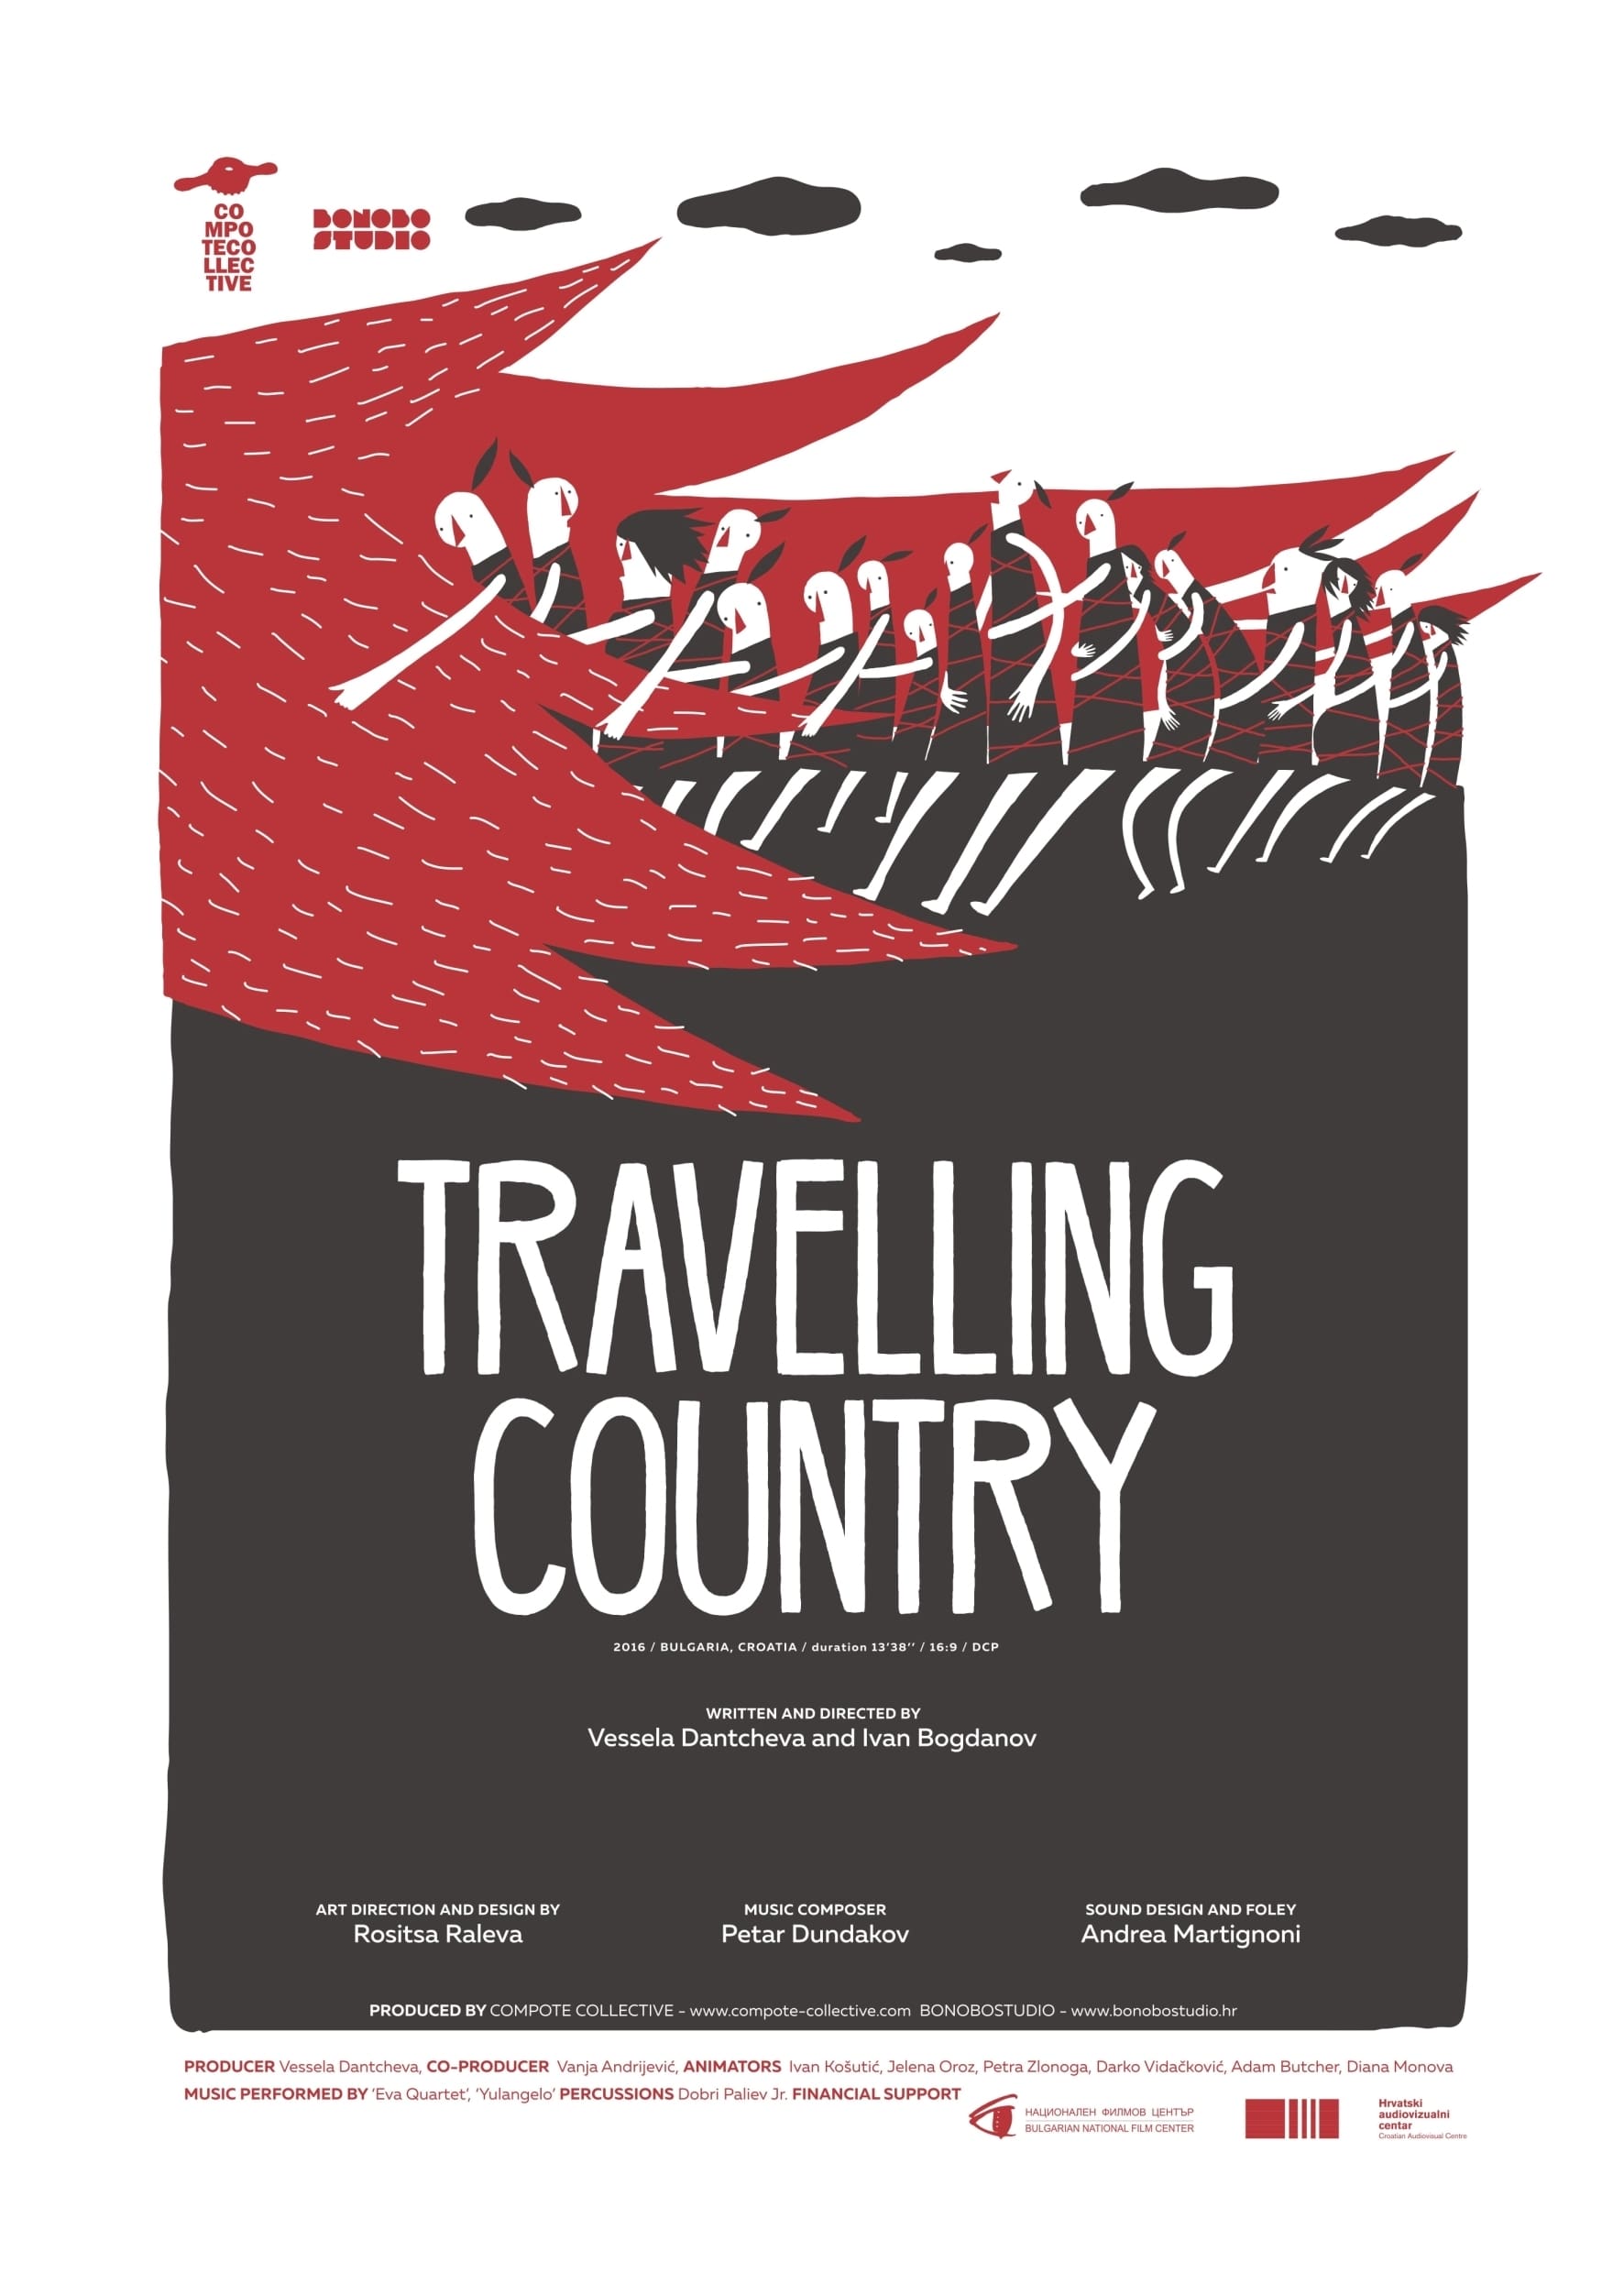 CO
MPO
TECO
LLEC
TIVE
BONOBO
STUDIO
TRAVELLING
COUNTRY
2016 / BULGARIA, CROATIA / duration 13’38’’ / 16:9 / DCP
WRITTEN AND DIRECTED BY
Vessela Dantcheva and Ivan Bogdanov
ART DIRECTION AND DESIGN BY
Rositsa Raleva
MUSIC COMPOSER
Petar Dundakov
SOUND DESIGN AND FOLEY
Andrea Martignoni
PRODUCED BY COMPOTE COLLECTIVE - www.compote-collective.com BONOBOSTUDIO - www.bonobostudio.hr
PRODUCER Vessela Dantcheva, CO-PRODUCER Vanja Andrijević, ANIMATORS Ivan Košutić, Jelena Oroz, Petra Zlonoga, Darko Vidačković, Adam Butcher, Diana Monova
MUSIC PERFORMED BY ‘Eva Quartet’, ‘Yulangelo’ PERCUSSIONS Dobri Paliev Jr. FINANCIAL SUPPORT
НАЦИОНАЛЕН ФИЛМОВ ЦЕНТЪР
BULGARIAN NATIONAL FILM CENTER
Hrvatski
audiovizualni
centar
Croatian Audiovisual Centre